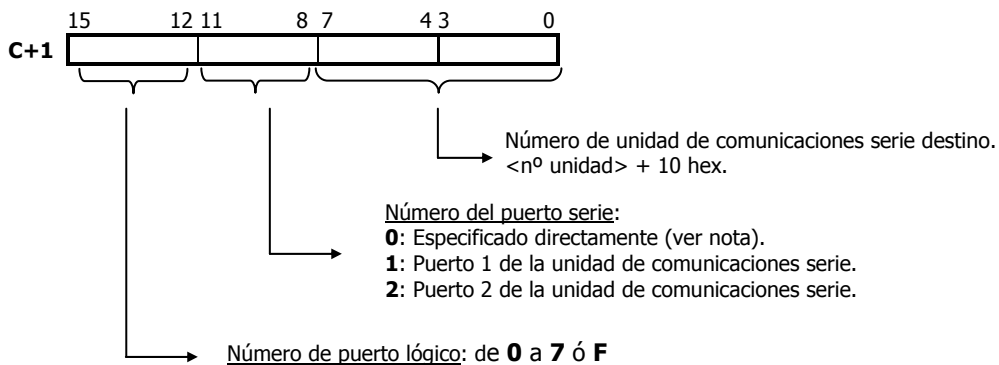 15 12 11 8 7 4 3 0
C+1
Número de unidad de comunicaciones serie destino.
<nº unidad> + 10 hex.
Número del puerto serie:
0: Especificado directamente (ver nota).
1: Puerto 1 de la unidad de comunicaciones serie.
2: Puerto 2 de la unidad de comunicaciones serie.
Número de puerto lógico: de 0 a 7 ó F